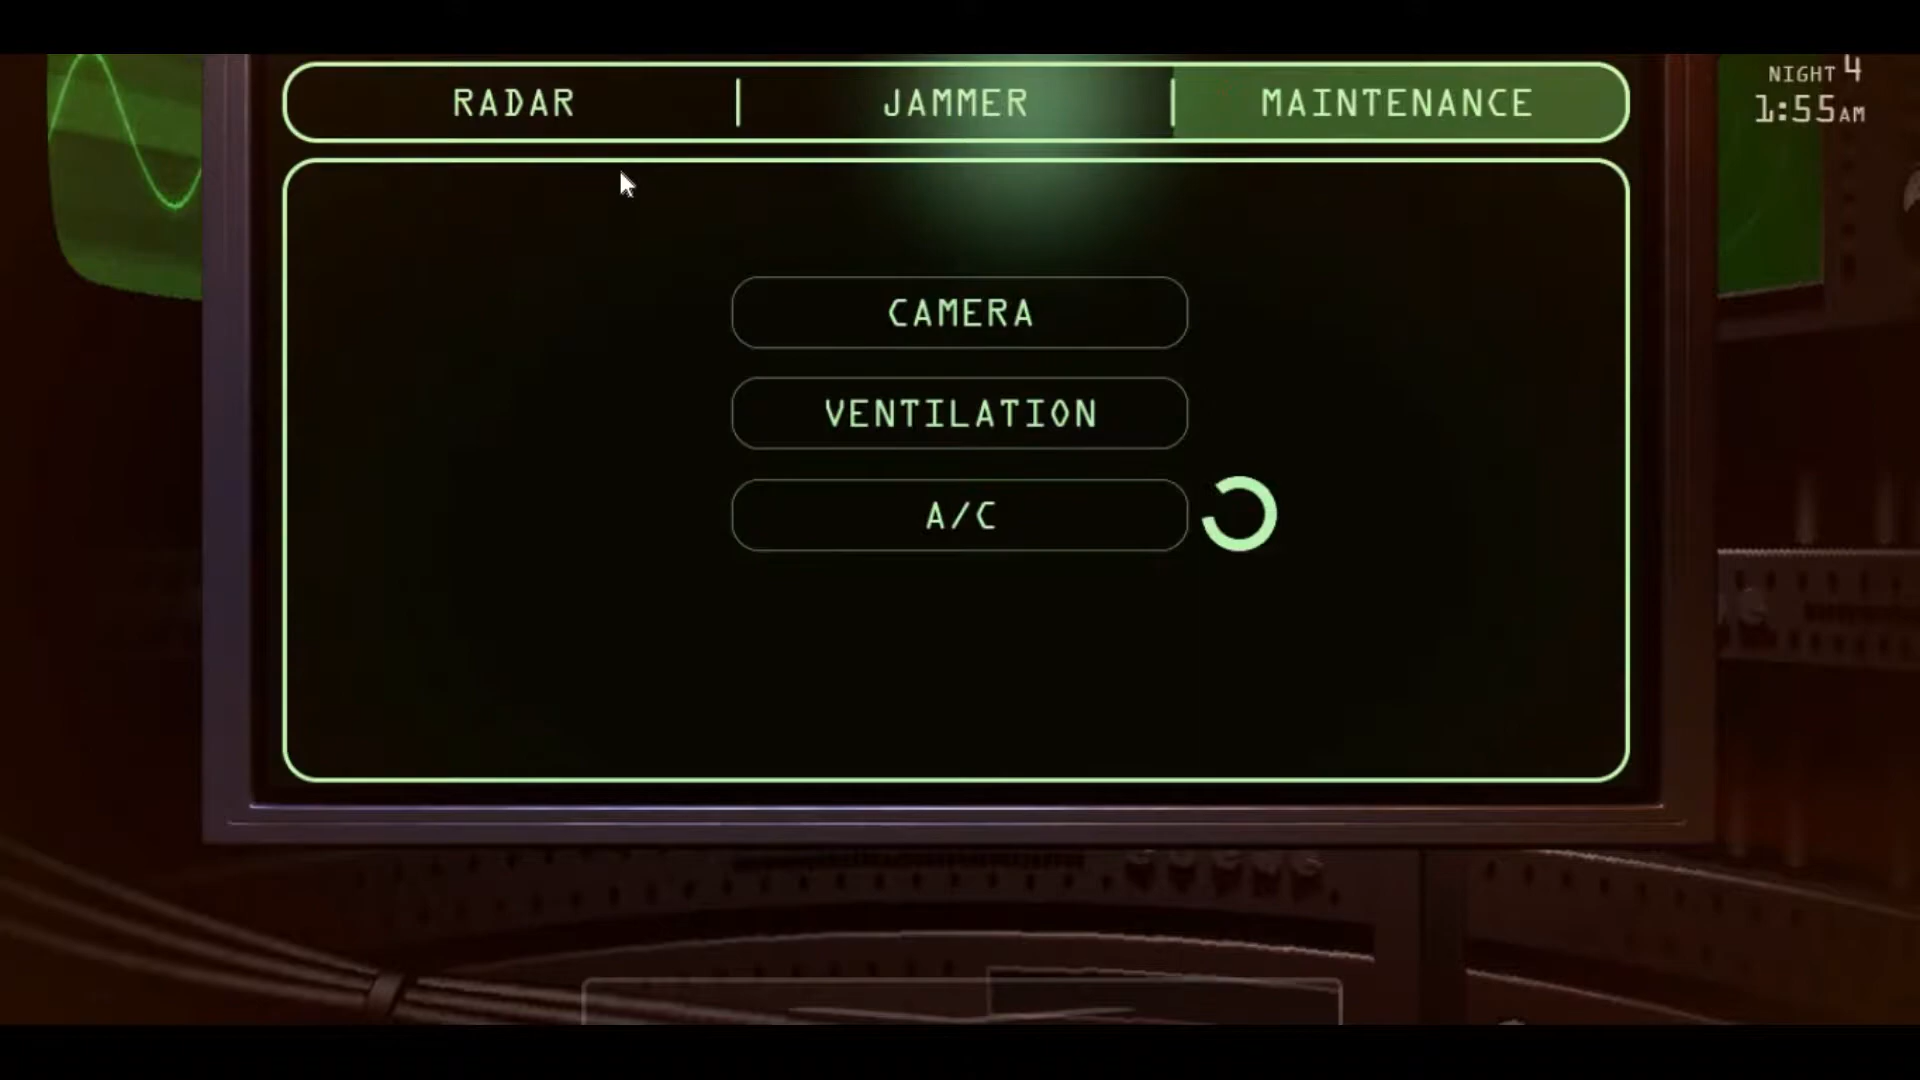 RADAR | JAMMER | MAINTENANCE
NIGHT 4
1:55AM
CAMERA
VENTILATION
A/C